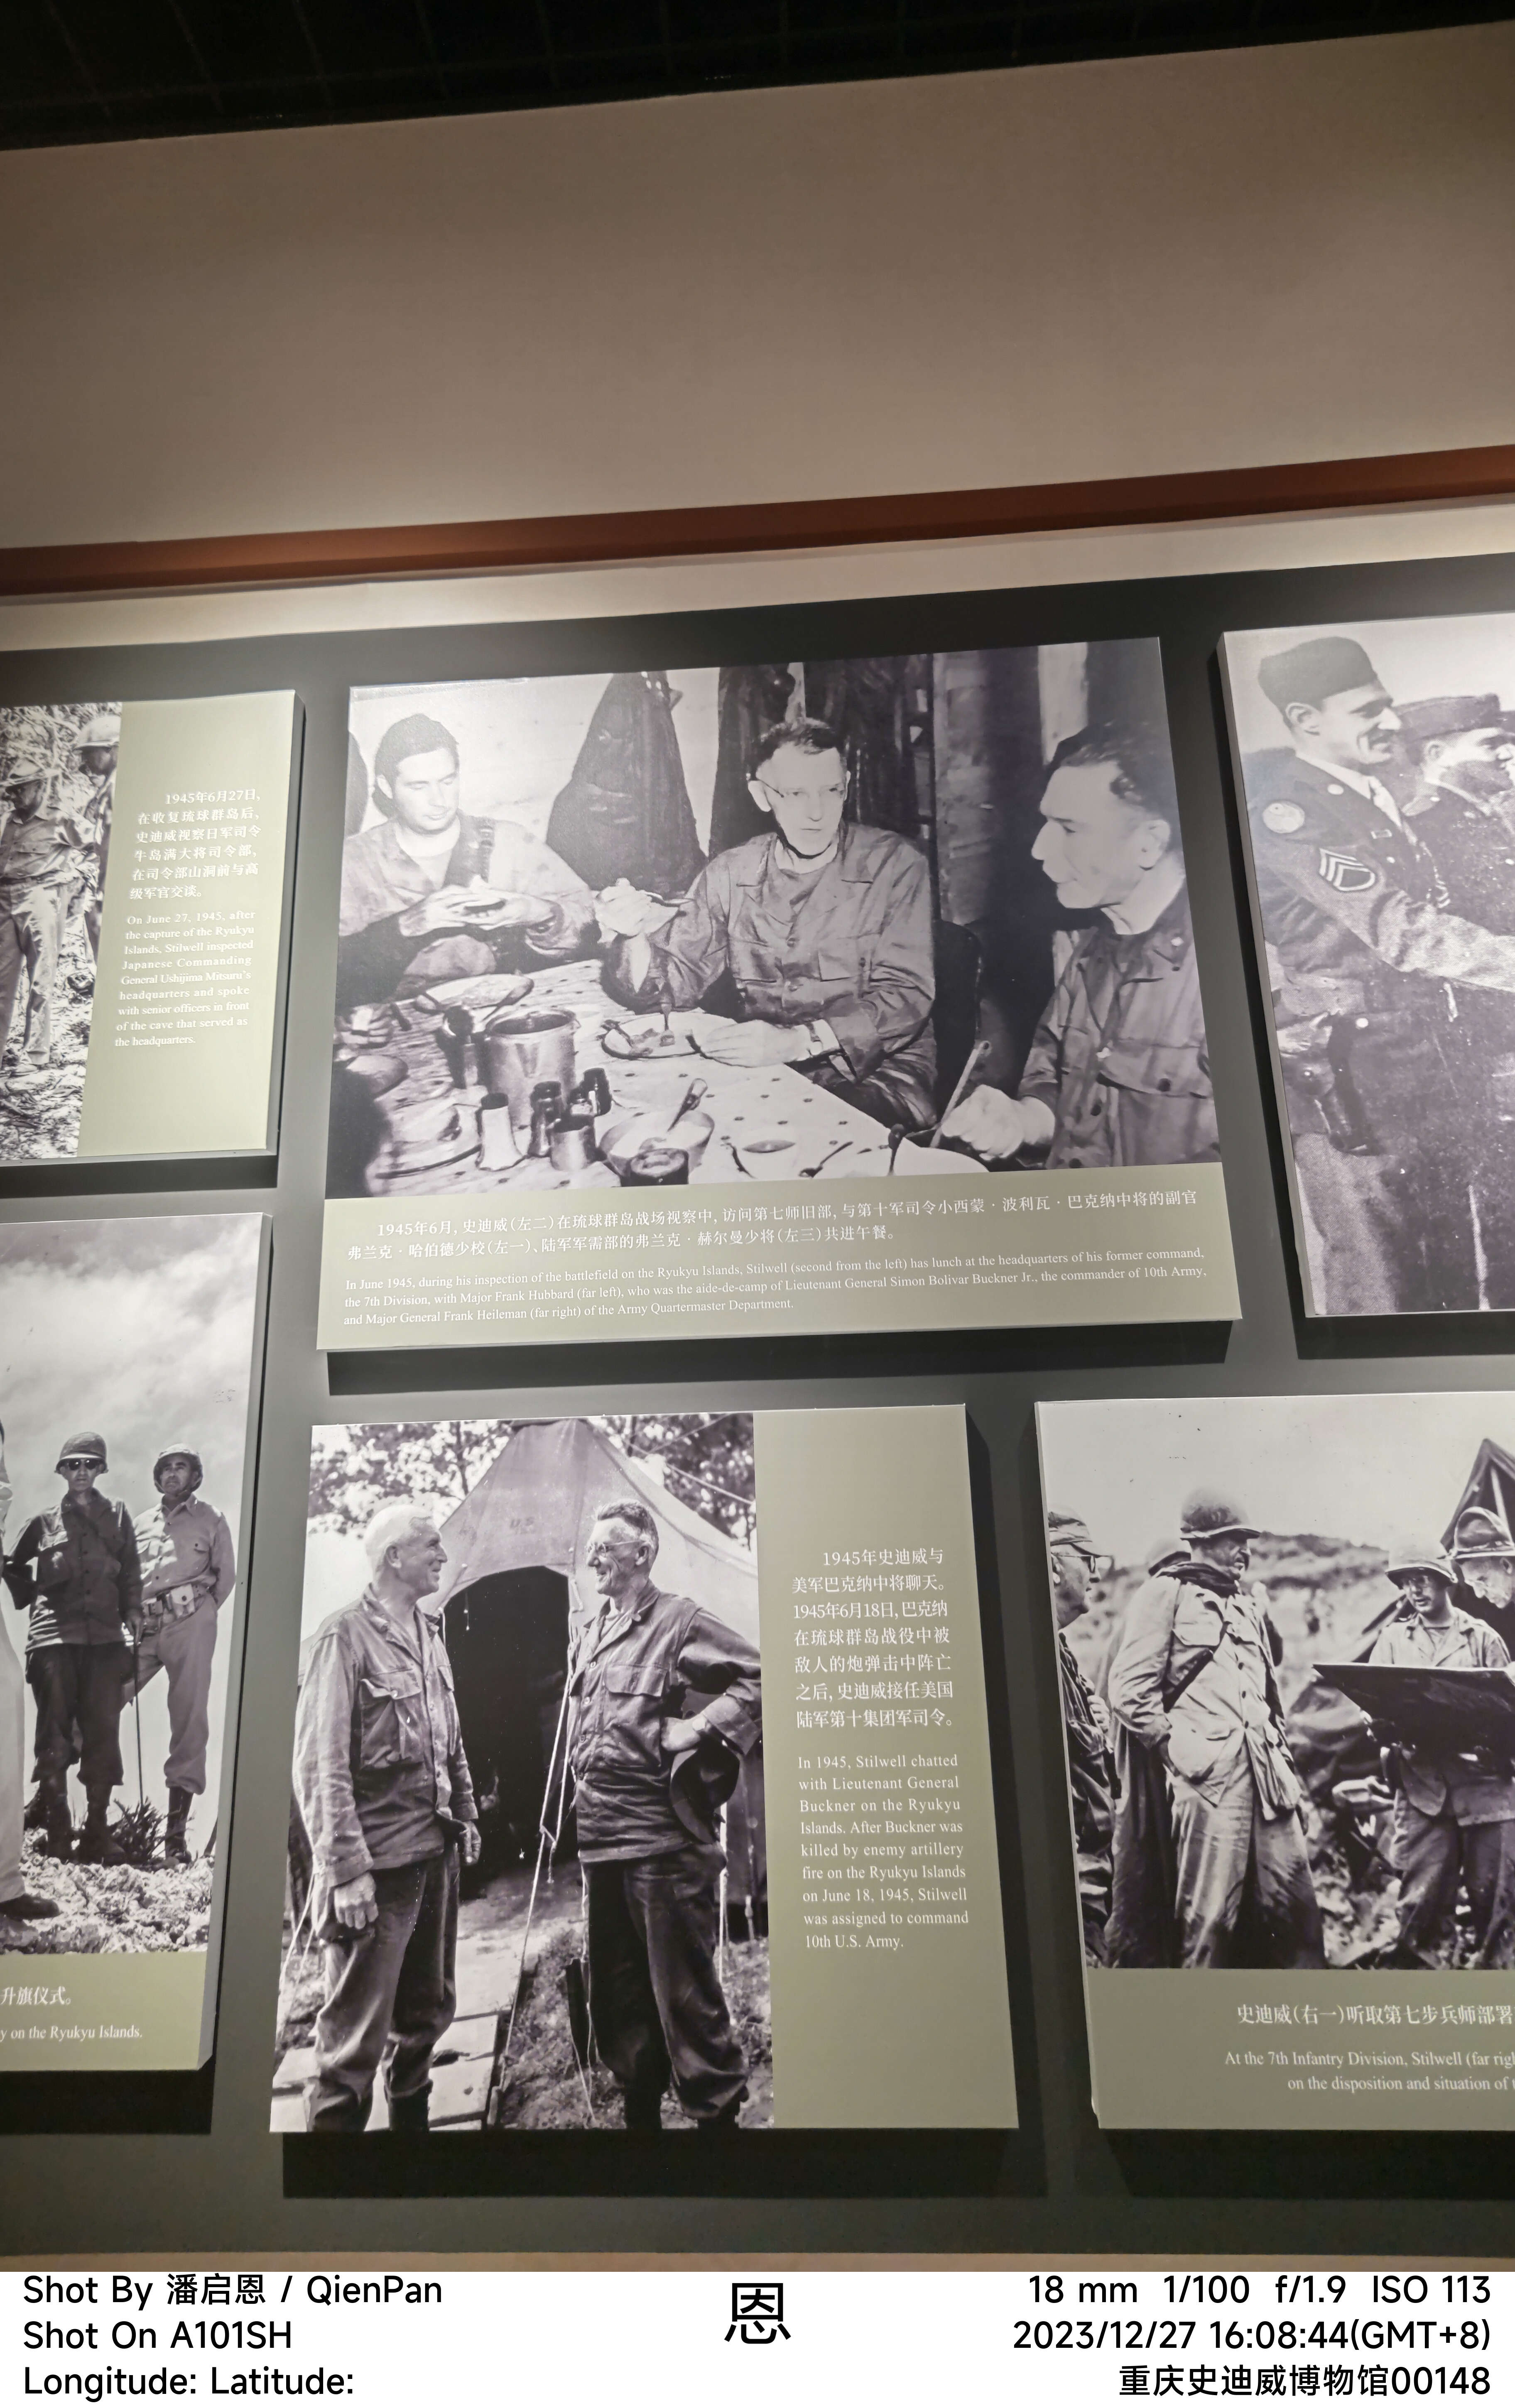 1945年6月27日,
在收复琉球群岛后,
史迪威视察日军司令
牛岛满大将司令部,
在司令部山洞前与高
级军官交谈。
On June 27, 1945, after
the capture of the Ryukyu
Islands, Stilwell inspected
Japanese Commanding
General Ushijima Mitsuru's
headquarters and spoke
with senior officers in front
of the cave that served as
the headquarters.
1945年6月, 史迪威(左二)在琉球群岛战场视察中, 访问第七师旧部, 与第十军司令小西蒙·波利瓦·巴克纳中将的副官
弗兰克·哈伯德少校(左一)、陆军军需部的弗兰克·赫尔曼少将(左三)共进午餐。
In June 1945, during his inspection of the battlefield on the Ryukyu Islands, Stilwell (second from the left) has lunch at the headquarters of his former command,
the 7th Division, with Major Frank Hubbard (far left), who was the aide-de-camp of Lieutenant General Simon Bolivar Buckner Jr., the commander of 10th Army,
and Major General Frank Heileman (far right) of the Army Quartermaster Department.
升旗仪式。
y on the Ryukyu Islands.
U S
1945年史迪威与
美军巴克纳中将聊天。
1945年6月18日, 巴克纳
在琉球群岛战役中被
敌人的炮弹击中阵亡
之后, 史迪威接任美国
陆军第十集团军司令。
In 1945, Stilwell chatted
with Lieutenant General
Buckner on the Ryukyu
Islands. After Buckner was
killed by enemy artillery
fire on the Ryukyu Islands
on June 18, 1945, Stilwell
was assigned to command
10th U.S. Army.
史迪威(右一)听取第七步兵师部署
At the 7th Infantry Division, Stilwell (far righ
on the disposition and situation of t
Shot By 潘启恩 / QienPan
Shot On A101SH
Longitude: Latitude:
恩
18 mm 1/100 f/1.9 ISO 113
2023/12/27 16:08:44(GMT+8)
重庆史迪威博物馆00148